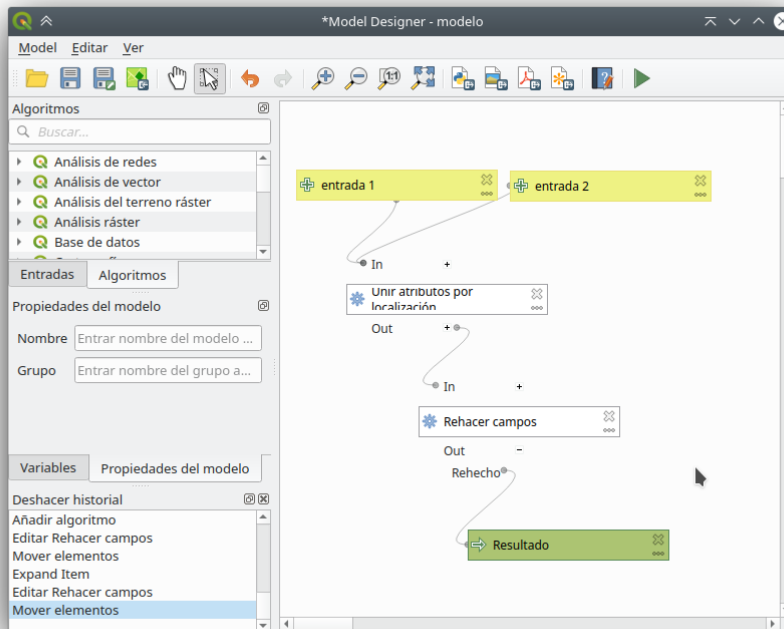 *Model Designer - modelo
Model Editar Ver
1:1
Algoritmos
Buscar...
Análisis de redes
Análisis de vector
Análisis del terreno ráster
Análisis ráster
Base de datos
Entradas Algoritmos
Propiedades del modelo
Nombre Entrar nombre del modelo ...
Grupo Entrar nombre del grupo a...
Variables Propiedades del modelo
Deshacer historial
Añadir algoritmo
Editar Rehacer campos
Mover elementos
Expand Item
Editar Rehacer campos
Mover elementos
entrada 1
entrada 2
In +
Unir atributos por
localización
Out +
In +
Rehacer campos
Out -
Rehecho
Resultado